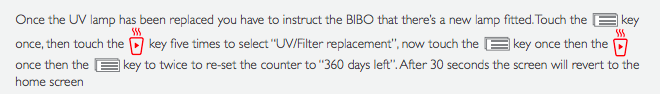 Once the UV lamp has been replaced you have to instruct the BIBO that there's a new lamp fitted. Touch the key
once, then touch the key five times to select "UV/Filter replacement", now touch the key once then the
once then the key to twice to re-set the counter to "360 days left". After 30 seconds the screen will revert to the
home screen